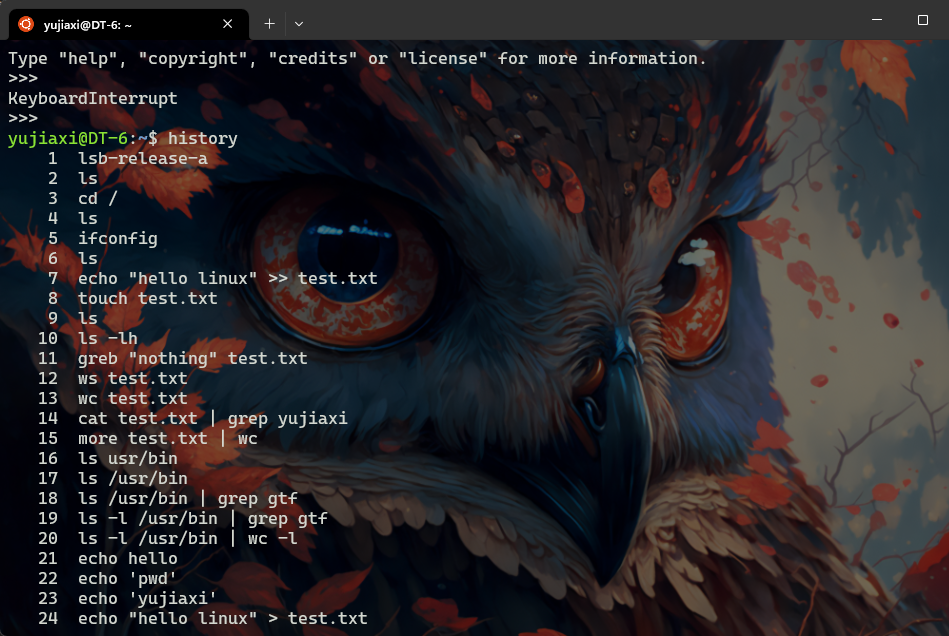 yujiaxi@DT-6: ~
Type "help", "copyright", "credits" or "license" for more information.
>>>
KeyboardInterrupt
>>>
yujiaxi@DT-6:~$ history
1 lsb-release-a
2 ls
3 cd /
4 ls
5 ifconfig
6 ls
7 echo "hello linux" >> test.txt
8 touch test.txt
9 ls
10 ls -lh
11 greb "nothing" test.txt
12 ws test.txt
13 wc test.txt
14 cat test.txt | grep yujiaxi
15 more test.txt | wc
16 ls usr/bin
17 ls /usr/bin
18 ls /usr/bin | grep gtf
19 ls -l /usr/bin | grep gtf
20 ls -l /usr/bin | wc -l
21 echo hello
22 echo 'pwd'
23 echo 'yujiaxi'
24 echo "hello linux" > test.txt